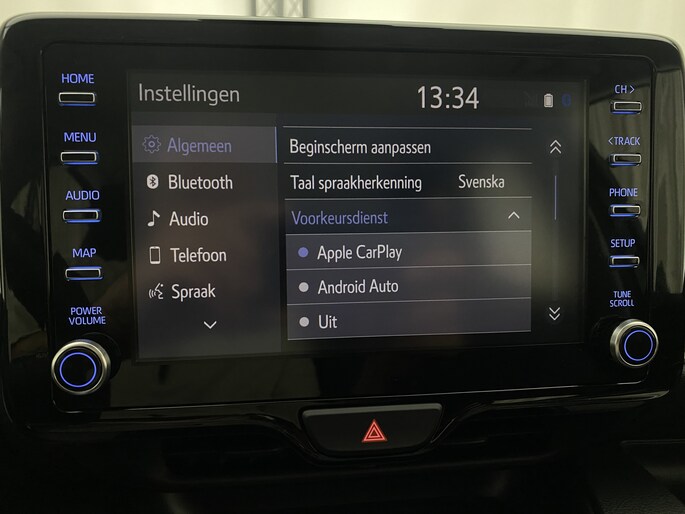 HOME
MENU
AUDIO
MAP
POWER
VOLUME
Instellingen
13:34
Algemeen
Bluetooth
Audio
Telefoon
Spraak
Beginscherm aanpassen
Taal spraakherkenning Svenska
Voorkeursdienst
Apple CarPlay
Android Auto
Uit
CH >
< TRACK
PHONE
SETUP
TUNE
SCROLL